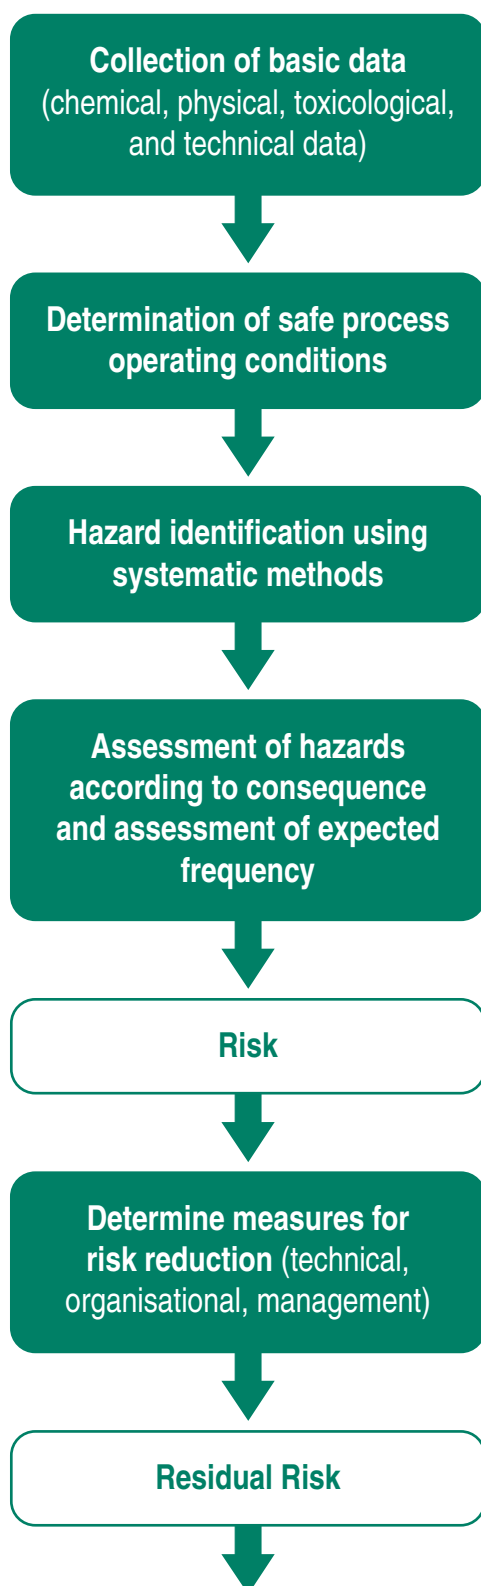 Collection of basic data
(chemical, physical, toxicological,
and technical data)
Determination of safe process
operating conditions
Hazard identification using
systematic methods
Assessment of hazards
according to consequence
and assessment of expected
frequency
Risk
Determine measures for
risk reduction (technical,
organisational, management)
Residual Risk